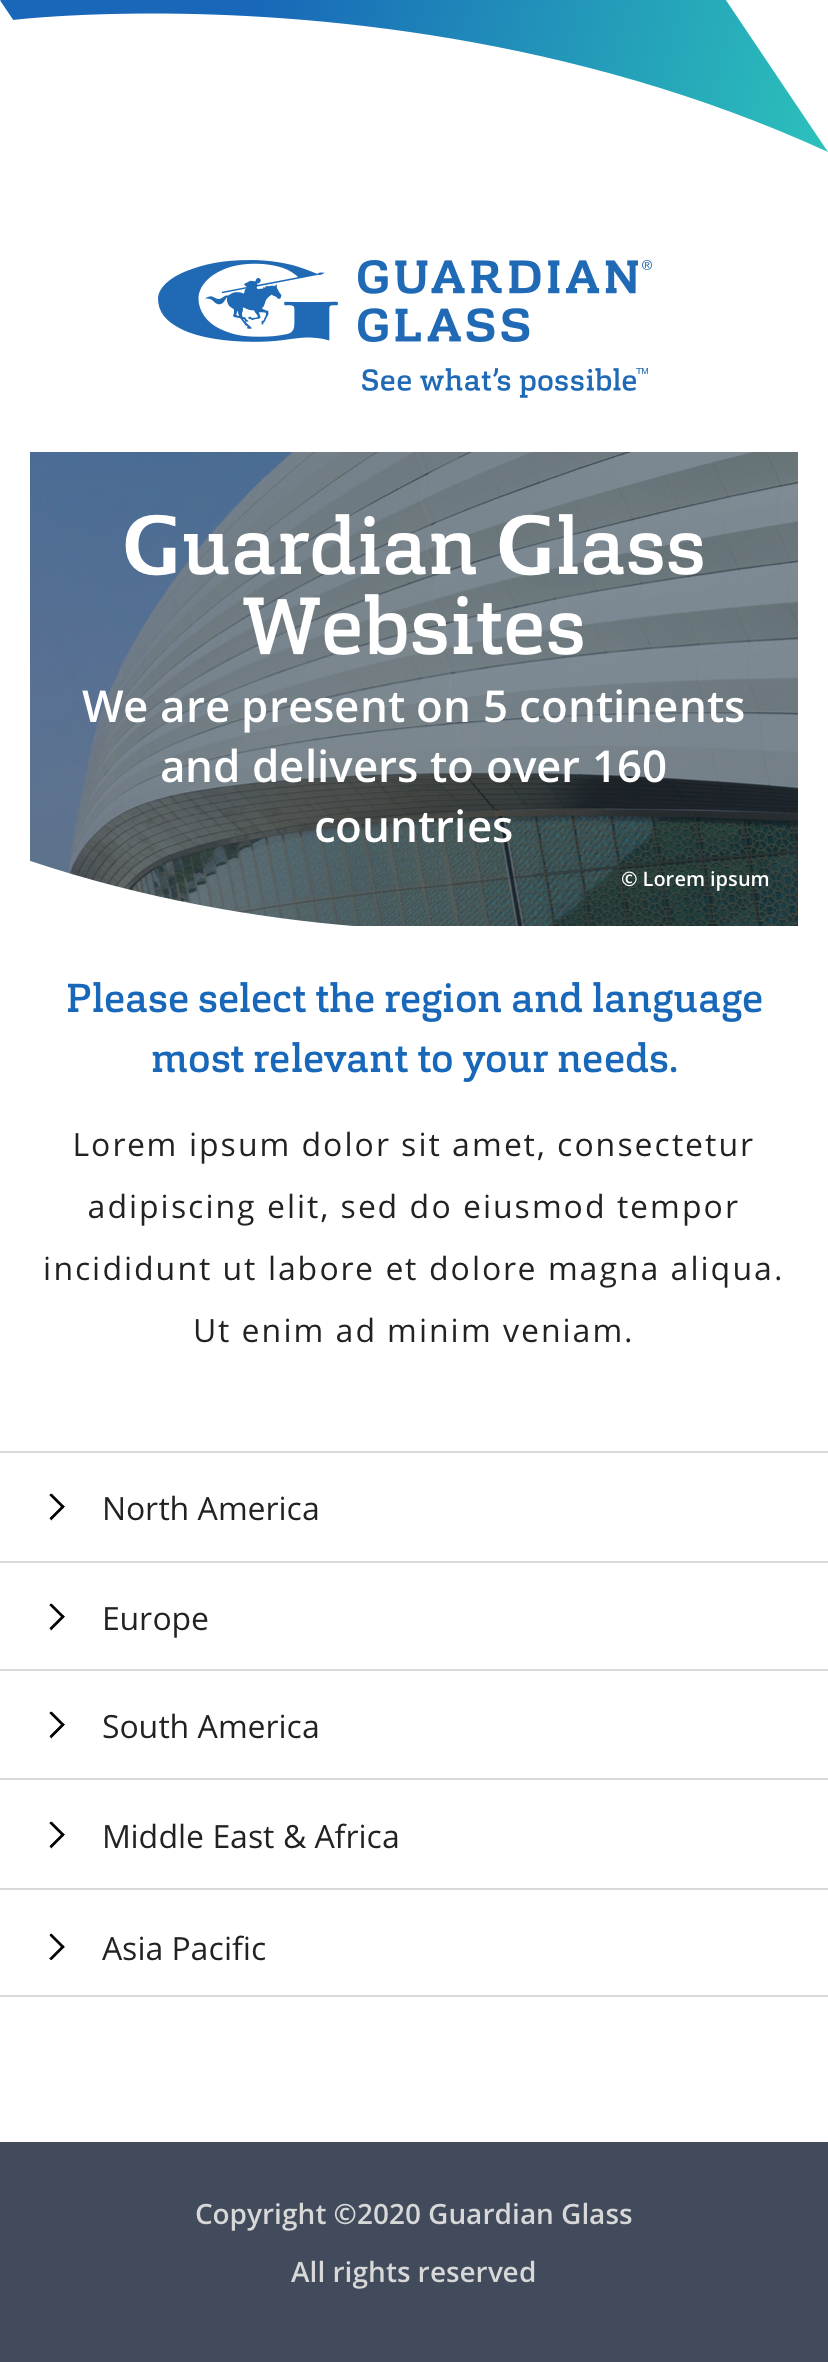 GUARDIAN®
GLASS
See what's possible™
Guardian Glass
Websites
We are present on 5 continents
and delivers to over 160
countries
© Lorem ipsum
Please select the region and language
most relevant to your needs.
Lorem ipsum dolor sit amet, consectetur
adipiscing elit, sed do eiusmod tempor
incididunt ut labore et dolore magna aliqua.
Ut enim ad minim veniam.
North America
Europe
South America
Middle East & Africa
Asia Pacific
Copyright ©2020 Guardian Glass
All rights reserved